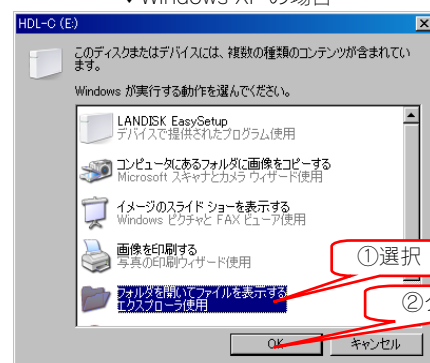 Windows XP の場合
HDL-C (E:)
このディスクまたはデバイスには、複数の種類のコンテンツが含まれてい
ます。
Windows が実行する動作を選んでください。
LANDISK EasySetup
デバイスで提供されたプログラム使用
コンピュータにあるフォルダに画像をコピーする
Microsoft スキャナとカメラ ウィザード使用
イメージのスライド ショーを表示する
Windows ピクチャと FAX ビューア使用
画像を印刷する
写真の印刷ウィザード使用
①選択
フォルダを開いてファイルを表示する
エクスプローラ使用
②
OK
キャンセル